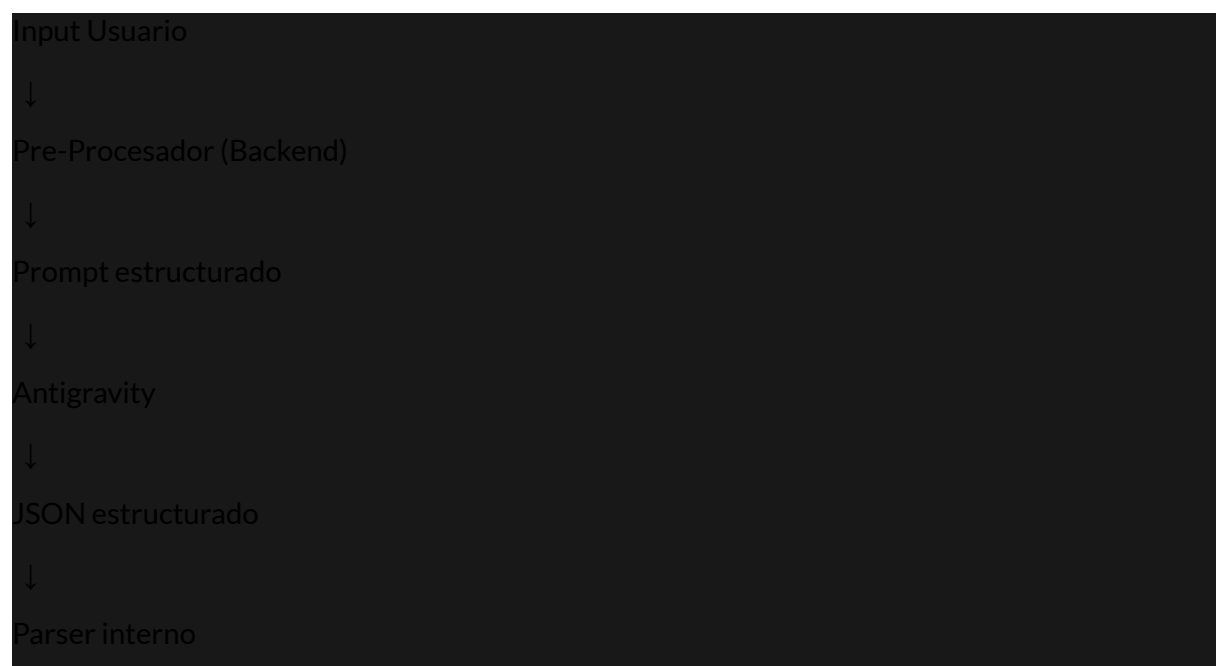 Input Usuario
↓
Pre-Procesador (Backend)
↓
Prompt estructurado
↓
Antigravity
↓
JSON estructurado
↓
Parser interno